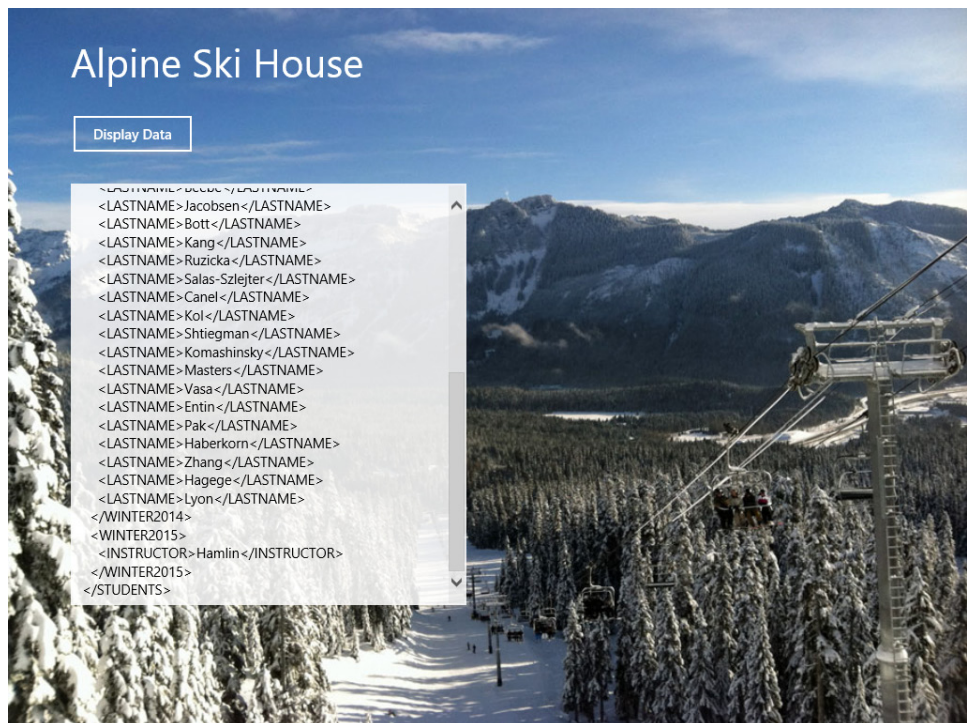 Alpine Ski House
Display Data
<LASTNAME>Beebe</LASTNAME>
<LASTNAME>Jacobsen</LASTNAME>
<LASTNAME>Bott</LASTNAME>
<LASTNAME>Kang</LASTNAME>
<LASTNAME>Ruzicka</LASTNAME>
<LASTNAME>Salas-Szlejter</LASTNAME>
<LASTNAME>Canel</LASTNAME>
<LASTNAME>Kol</LASTNAME>
<LASTNAME>Shtiegman</LASTNAME>
<LASTNAME>Komashinsky</LASTNAME>
<LASTNAME>Masters</LASTNAME>
<LASTNAME>Vasa</LASTNAME>
<LASTNAME>Entin</LASTNAME>
<LASTNAME>Pak</LASTNAME>
<LASTNAME>Haberkorn</LASTNAME>
<LASTNAME>Zhang</LASTNAME>
<LASTNAME>Hagege</LASTNAME>
<LASTNAME>Lyon</LASTNAME>
</WINTER2014>
<WINTER2015>
<INSTRUCTOR>Hamlin</INSTRUCTOR>
</WINTER2015>
</STUDENTS>